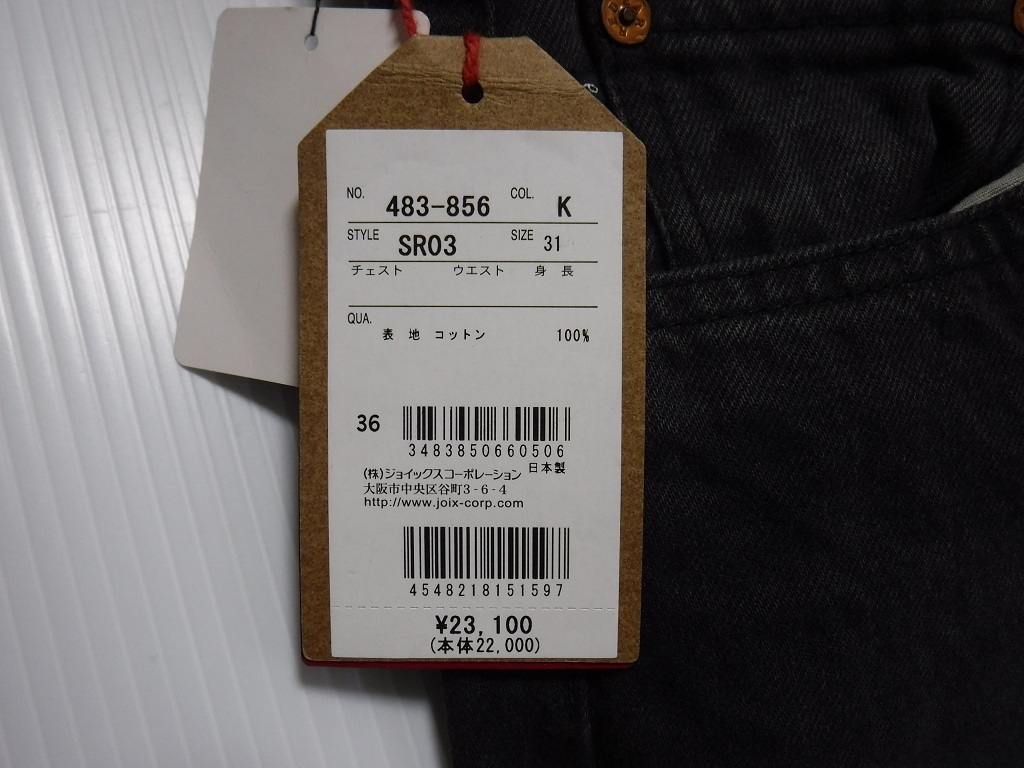 NO. 483-856 COL. K
STYLE SR03 SIZE 31
チェスト ウエスト 身 長
QUA.
表 地 コットン 100%
36
3483850660506
日本製
(株)ジョイックスコーポレーション
大阪市中央区谷町3-6-4
http://www.joix-corp.com
4548218151597
¥23,100
(本体22,000)